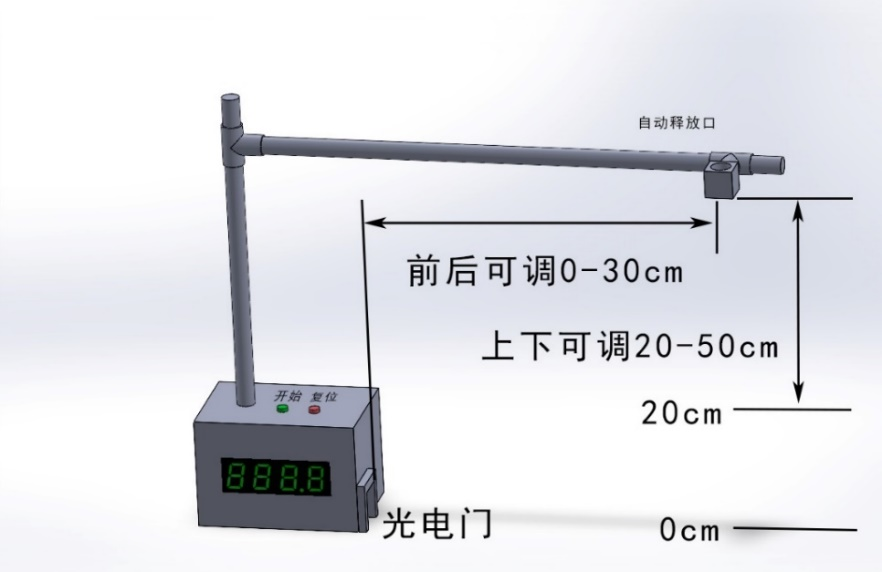 自动释放口
前后可调0-30cm
上下可调20-50cm
开始 复位
20cm
888.8
光电门
0cm